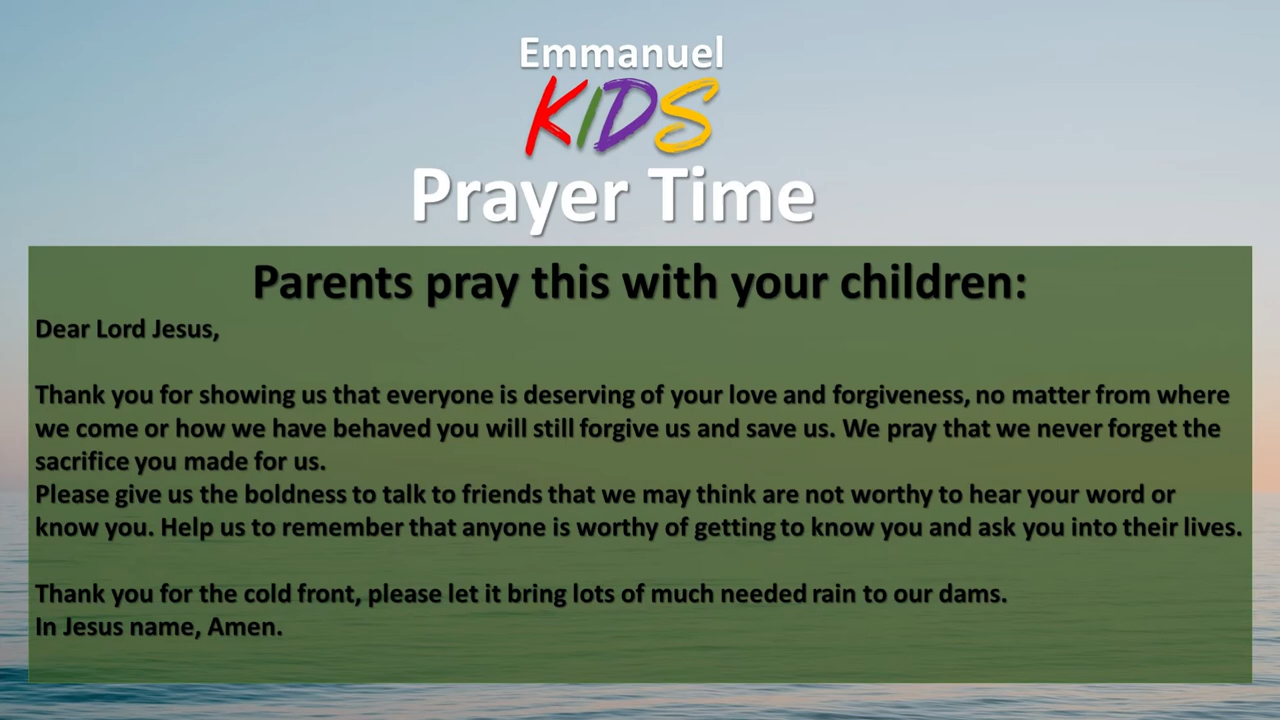 Emmanuel
KIDS
Prayer Time
Parents pray this with your children:
Dear Lord Jesus,
Thank you for showing us that everyone is deserving of your love and forgiveness, no matter from where
we come or how we have behaved you will still forgive us and save us. We pray that we never forget the
sacrifice you made for us.
Please give us the boldness to talk to friends that we may think are not worthy to hear your word or
know you. Help us to remember that anyone is worthy of getting to know you and ask you into their lives.
Thank you for the cold front, please let it bring lots of much needed rain to our dams.
In Jesus name, Amen.